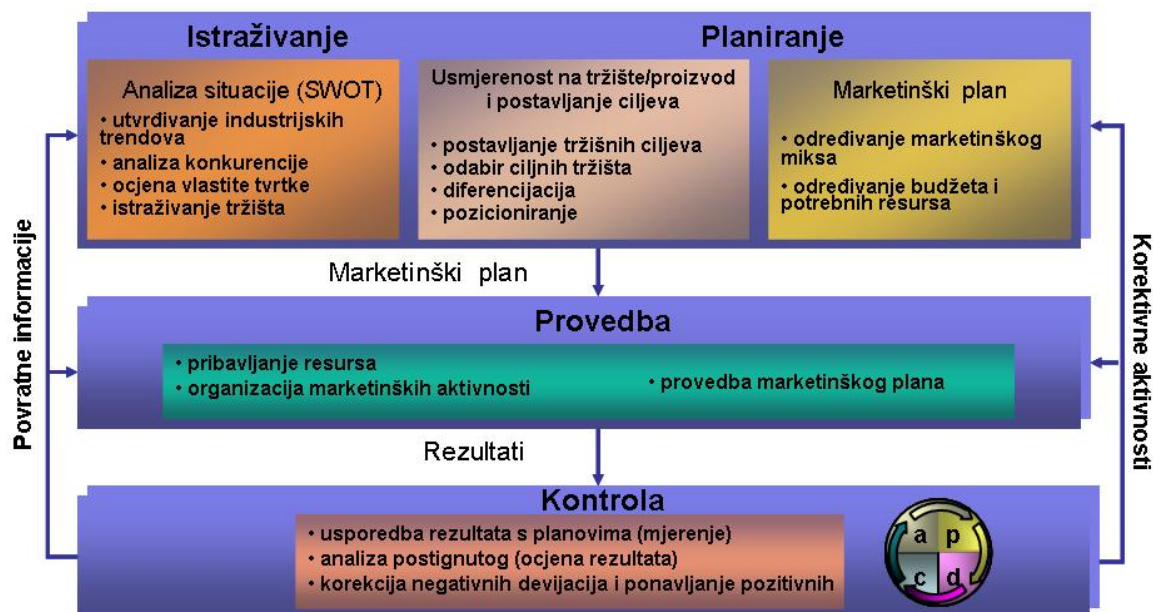 Istraživanje
Planiranje
Analiza situacije (SWOT)
• utvrđivanje industrijskih
trendova
• analiza konkurencije
• ocjena vlastite tvrtke
• istraživanje tržišta
Usmjerenost na tržište/proizvod
i postavljanje ciljeva
• postavljanje tržišnih ciljeva
• odabir ciljnih tržišta
• diferencijacija
• pozicioniranje
Marketinški plan
• određivanje marketinškog
miksa
• određivanje budžeta i
potrebnih resursa
Marketinški plan
Povratne informacije
Korektivne aktivnosti
Provedba
• pribavljanje resursa
• organizacija marketinških aktivnosti
• provedba marketinškog plana
Rezultati
Kontrola
• usporedba rezultata s planovima (mjerenje)
• analiza postignutog (ocjena rezultata)
• korekcija negativnih devijacija i ponavljanje pozitivnih
a p
c d